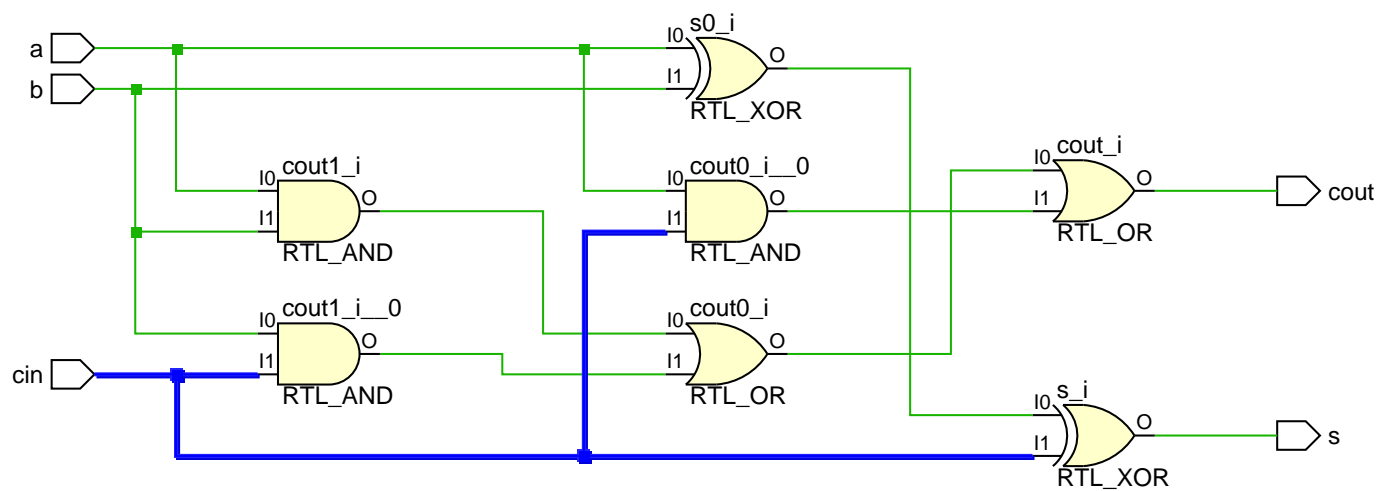 s0_i
a
I0
O
b
I1
RTL_XOR
cout1_i
I0
O
I1
RTL_AND
cout0_i__0
I0
O
I1
RTL_AND
cout_i
I0
O
I1
RTL_OR
cout
cout1_i__0
I0
O
I1
RTL_AND
cin
cout0_i
I0
O
I1
RTL_OR
s_i
I0
O
I1
RTL_XOR
s